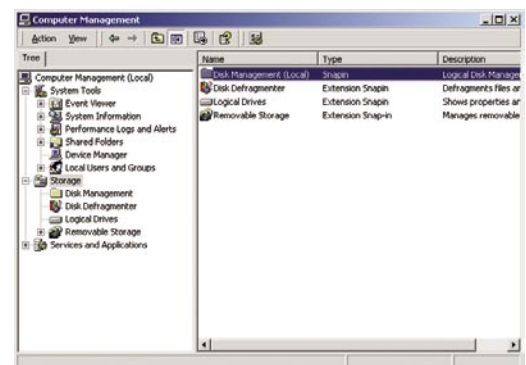 Computer Management
Action View
Tree
Computer Management (Local)
System Tools
Event Viewer
System Information
Performance Logs and Alerts
Shared Folders
Device Manager
Local Users and Groups
Storage
Disk Management
Disk Defragmenter
Logical Drives
Removable Storage
Services and Applications
Name Type Description
Disk Management (Local) Snapin Logical Disk Manager
Disk Defragmenter Extension Snapin Defragments files ar
Logical Drives Extension Snapin Shows properties ar
Removable Storage Extension Snap-in Manages removable